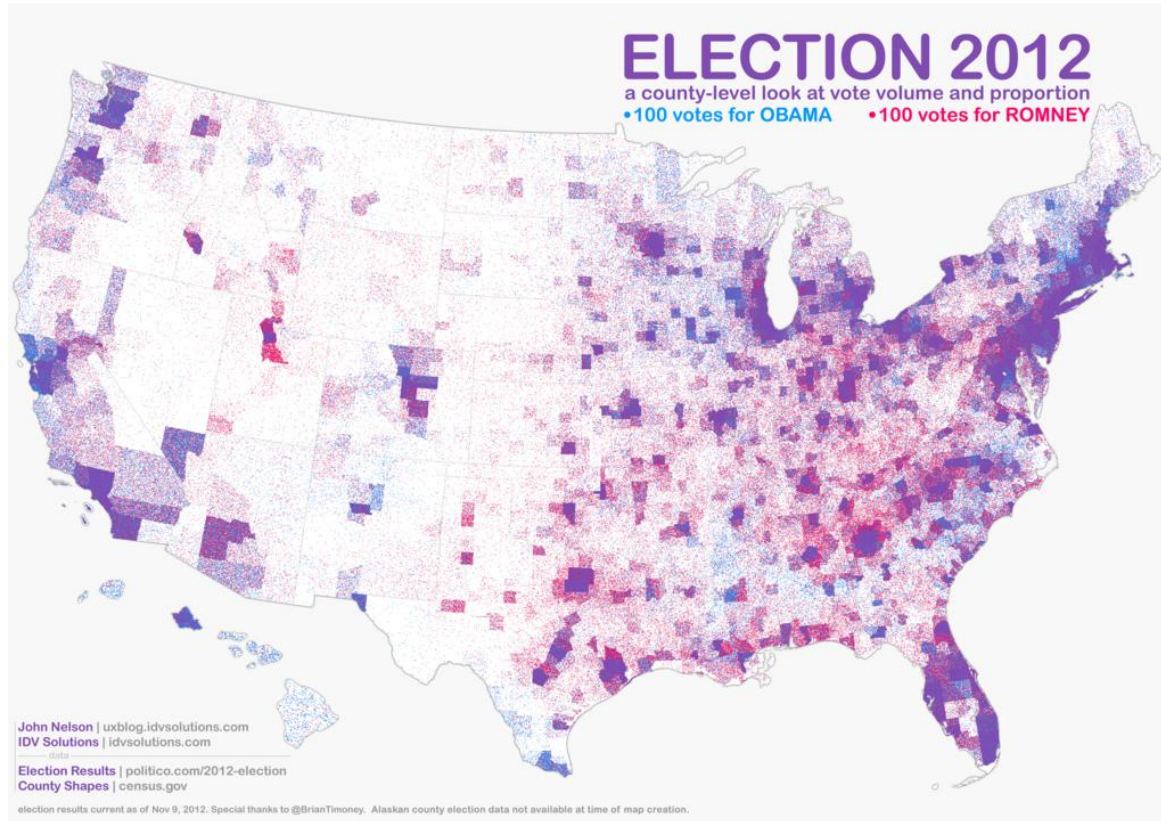 ELECTION 2012
a county-level look at vote volume and proportion
•100 votes for OBAMA •100 votes for ROMNEY
John Nelson | uxblog.idvsolutions.com
IDV Solutions | idvsolutions.com
data
Election Results | politico.com/2012-election
County Shapes | census.gov
election results current as of Nov 9, 2012. Special thanks to @BrianTimoney. Alaskan county election data not available at time of map creation.